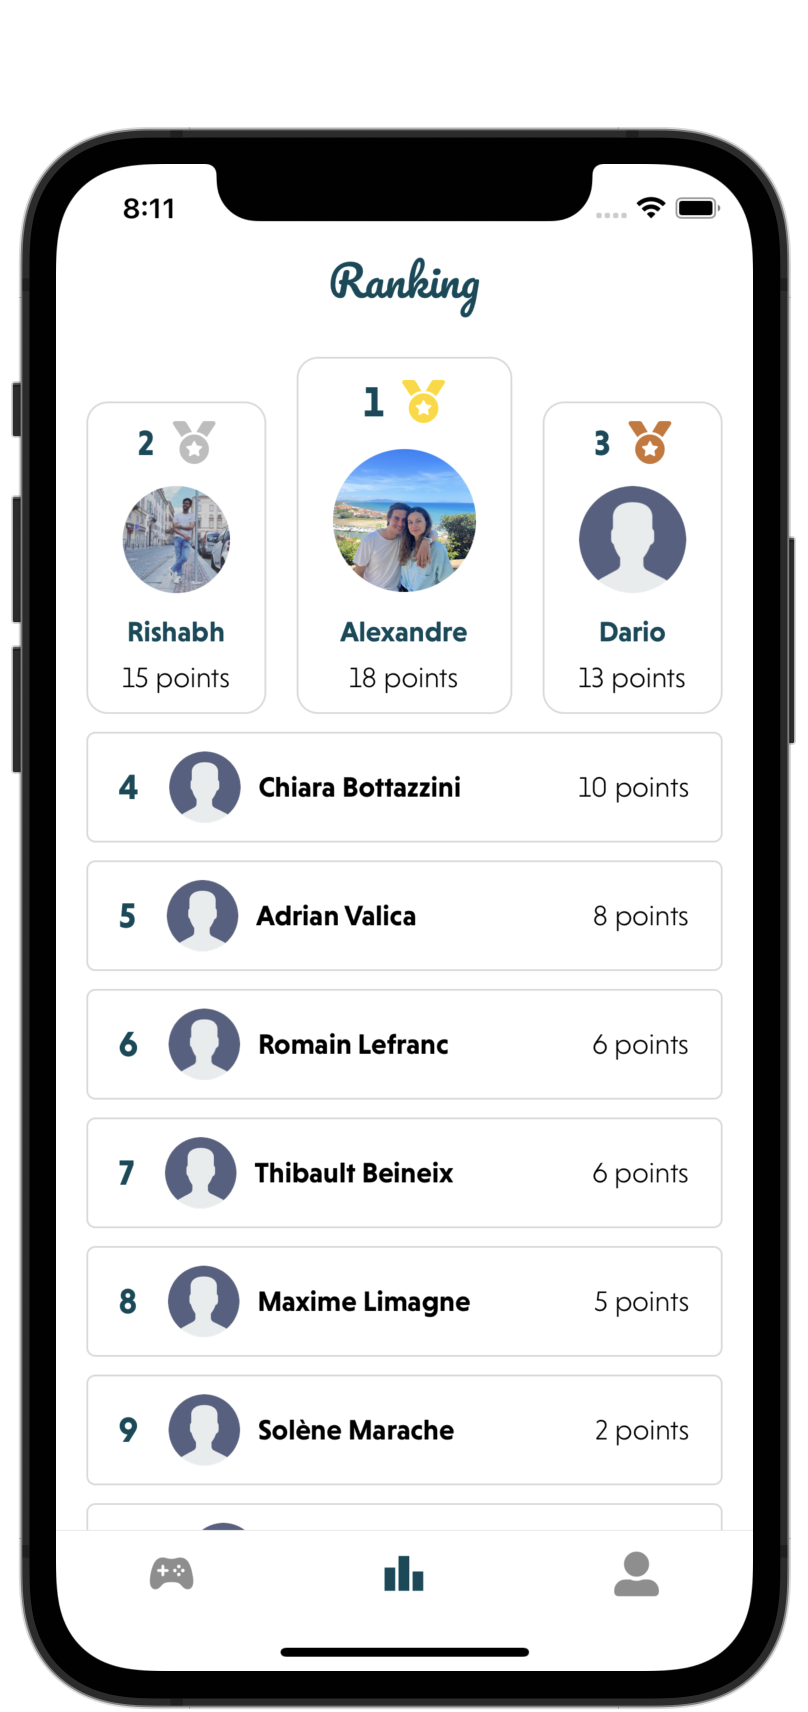 8:11
Ranking
1
2
3
Rishabh
Alexandre
Dario
15 points
18 points
13 points
4 Chiara Bottazzini 10 points
5 Adrian Valica 8 points
6 Romain Lefranc 6 points
7 Thibault Beineix 6 points
8 Maxime Limagne 5 points
9 Solène Marache 2 points